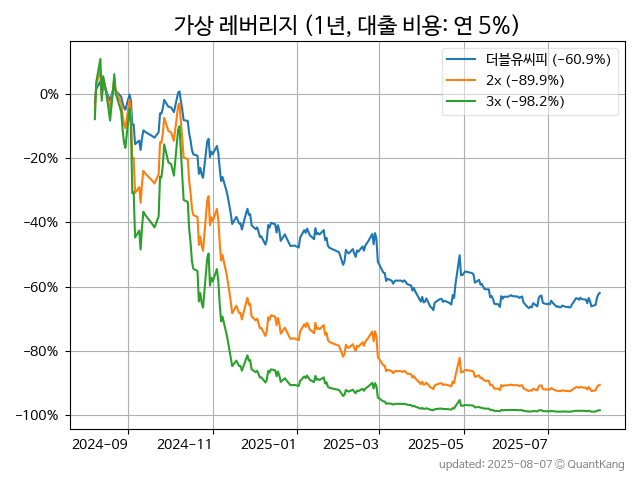 가상 레버리지 (1년, 대출 비용: 연 5%)
더블유씨피 (−60.9%)
2x (−89.9%)
3x (−98.2%)
0%
−20%
−40%
−60%
−80%
−100%
2024-09 2024-11 2025-01 2025-03 2025-05 2025-07
updated: 2025-08-07 © QuantKang